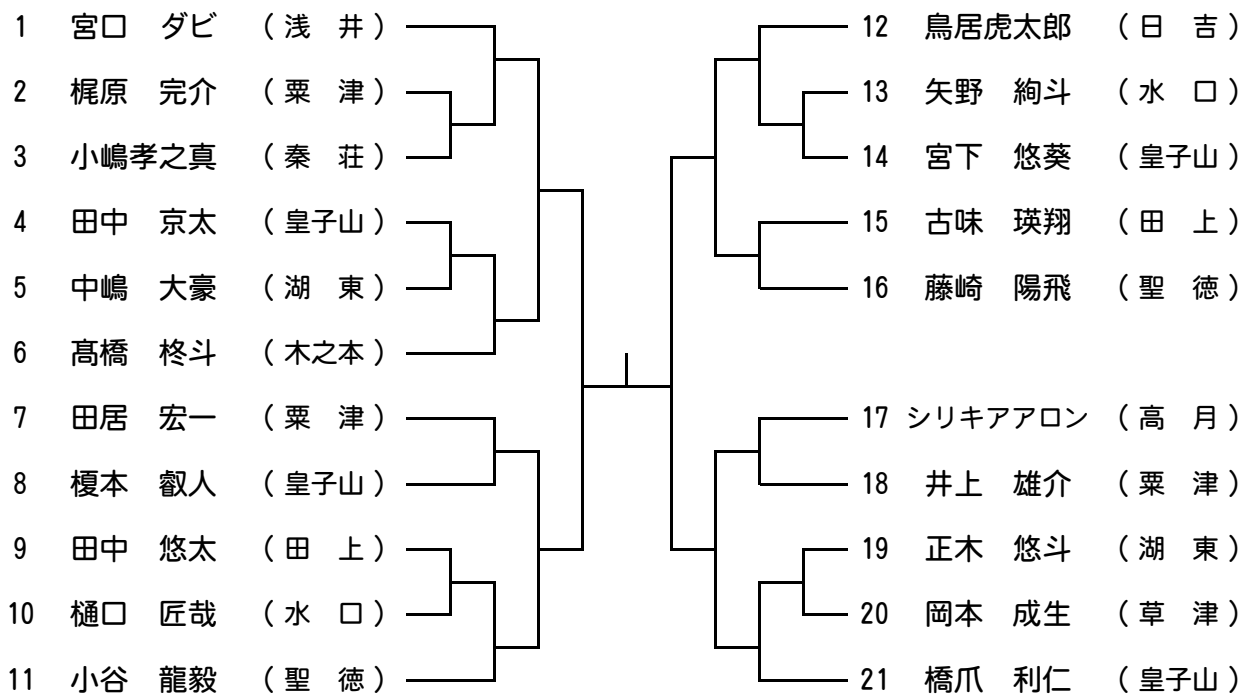 1 宮口 ダビ （浅 井）
2 梶原 完介 （粟 津）
3 小嶋孝之真 （秦 荘）
4 田中 京太 （皇子山）
5 中嶋 大豪 （湖 東）
6 髙橋 柊斗 （木之本）
7 田居 宏一 （粟 津）
8 榎本 叡人 （皇子山）
9 田中 悠太 （田 上）
10 樋口 匠哉 （水 口）
11 小谷 龍毅 （聖 徳）
12 鳥居虎太郎 （日 吉）
13 矢野 絢斗 （水 口）
14 宮下 悠葵 （皇子山）
15 古味 瑛翔 （田 上）
16 藤崎 陽飛 （聖 徳）
17 シリキアアロン （高 月）
18 井上 雄介 （粟 津）
19 正木 悠斗 （湖 東）
20 岡本 成生 （草 津）
21 橋爪 利仁 （皇子山）